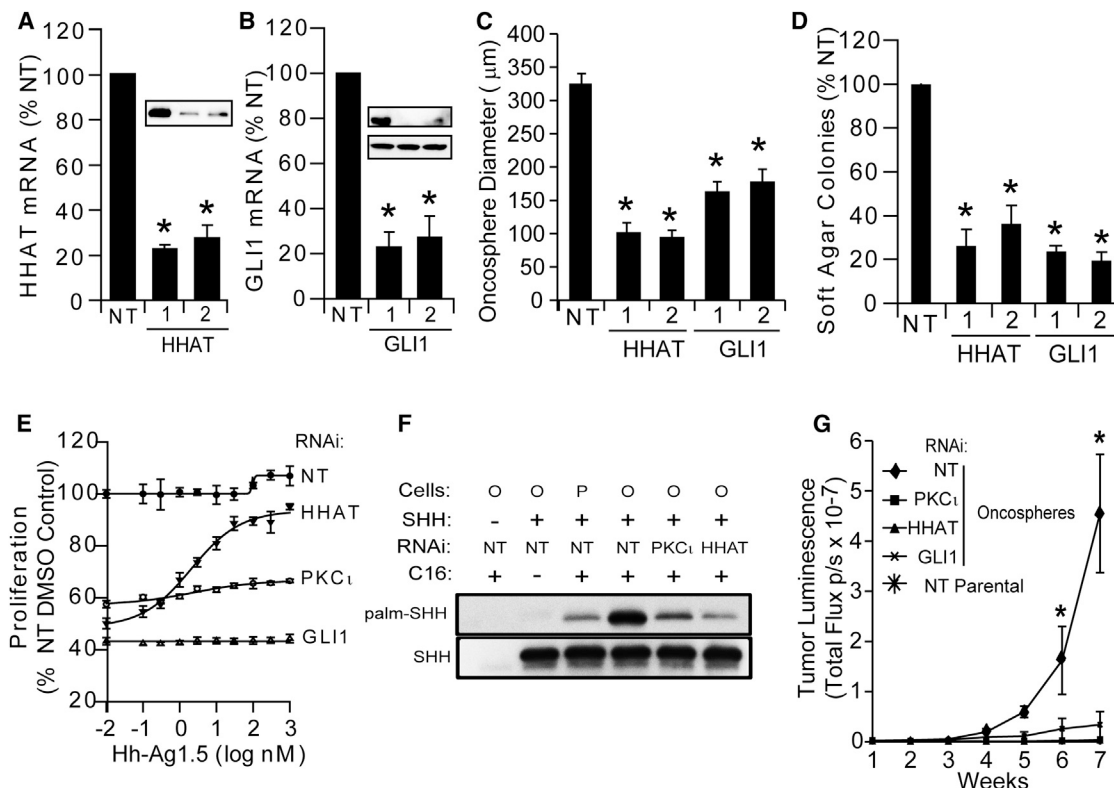 A
HHAT mRNA (% NT)
120
100
80
60
40
20
0
NT
1
2
*
*
HHAT
B
GLI1 mRNA (% NT)
120
100
80
60
40
20
0
NT
1
2
*
*
GLI1
C
Oncosphere Diameter (μm)
400
350
300
250
200
150
100
50
0
NT
1
2
1
2
*
*
*
*
HHAT
GLI1
D
Soft Agar Colonies (% NT)
120
100
80
60
40
20
0
NT
1
2
1
2
*
*
*
*
HHAT
GLI1
E
Proliferation
(% NT DMSO Control)
120
100
80
60
40
20
RNAi:
NT
HHAT
PKCι
GLI1
-2
-1
0
1
2
3
Hh-Ag1.5 (log nM)
F
Cells: O O P O O O
SHH: - + + + + +
RNAi: NT NT NT NT PKCι HHAT
C16: + - + + + +
palm-SHH
SHH
G
Tumor Luminescence
(Total Flux p/s x 10-7)
6
5
4
3
2
1
0
RNAi:
NT
PKCι
HHAT
GLI1
Oncospheres
NT Parental
*
*
1 2 3 4 5 6 7
Weeks